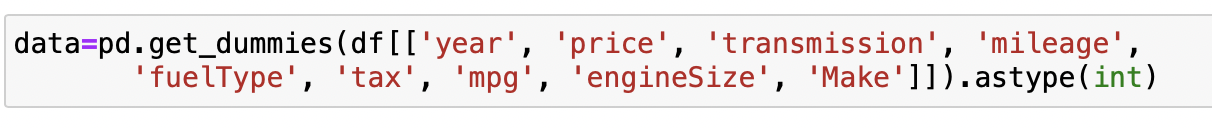 data=pd.get_dummies(df[['year', 'price', 'transmission', 'mileage',
'fuelType', 'tax', 'mpg', 'engineSize', 'Make']]).astype(int)